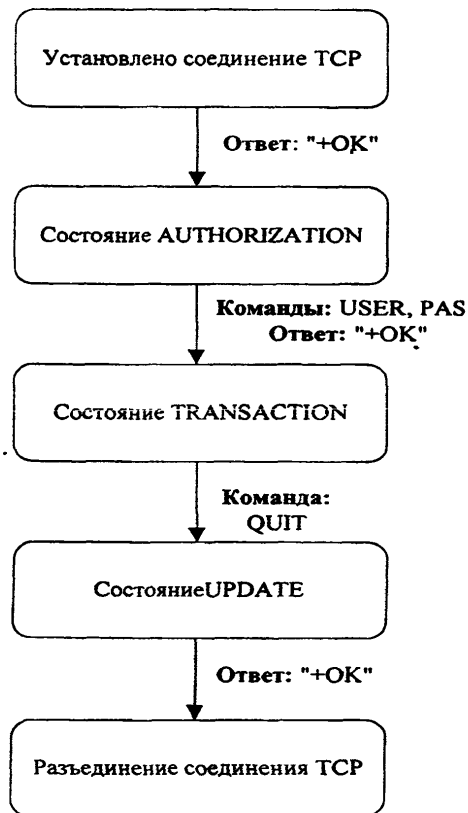 Установлено соединение TCP
Ответ: "+OK"
Состояние AUTHORIZATION
Команды: USER, PAS
Ответ: "+OK"
Состояние TRANSACTION
Команда:
QUIT
СостояниеUPDATE
Ответ: "+OK"
Разъединение соединения TCP